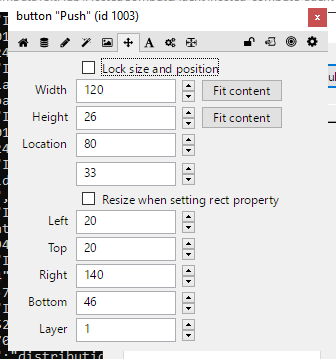 button "Push" (id 1003)
x
A
Lock size and position
Width 120 Fit content
Height 26 Fit content
Location 80
33
Resize when setting rect property
Left 20
Top 20
Right 140
Bottom 46
Layer 1
"distributio